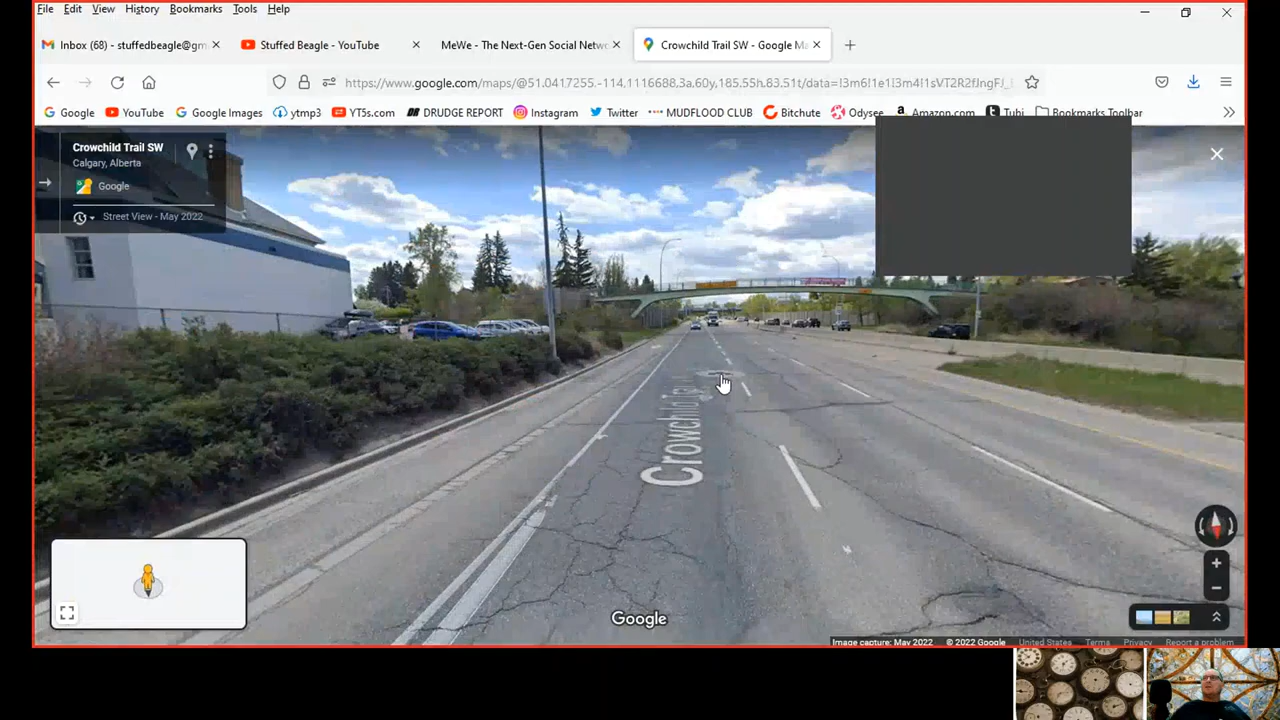 File Edit View History Bookmarks Tools Help
Inbox (68) - stuffedbeagle@gm
Stuffed Beagle - YouTube
MeWe - The Next-Gen Social Netwo
Crowchild Trail SW - Google Ma
https://www.google.com/maps/@51.0417255,-114.1116688,3a,60y,185.55h,83.51t/data=!3m6!1e1!3m4!1sVT2R2fJngFJ_i
Google YouTube Google Images ytmp3 YT5s.com DRUDGE REPORT Instagram Twitter MUDFLOOD CLUB Bitchute Odysee Amazon.com Tubi Bookmarks Toolbar
Crowchild Trail SW
Calgary, Alberta
Google
Street View - May 2022
Crowchild Trail
Google
Image capture: May 2022 © 2022 Google United States Terms Privacy Report a problem